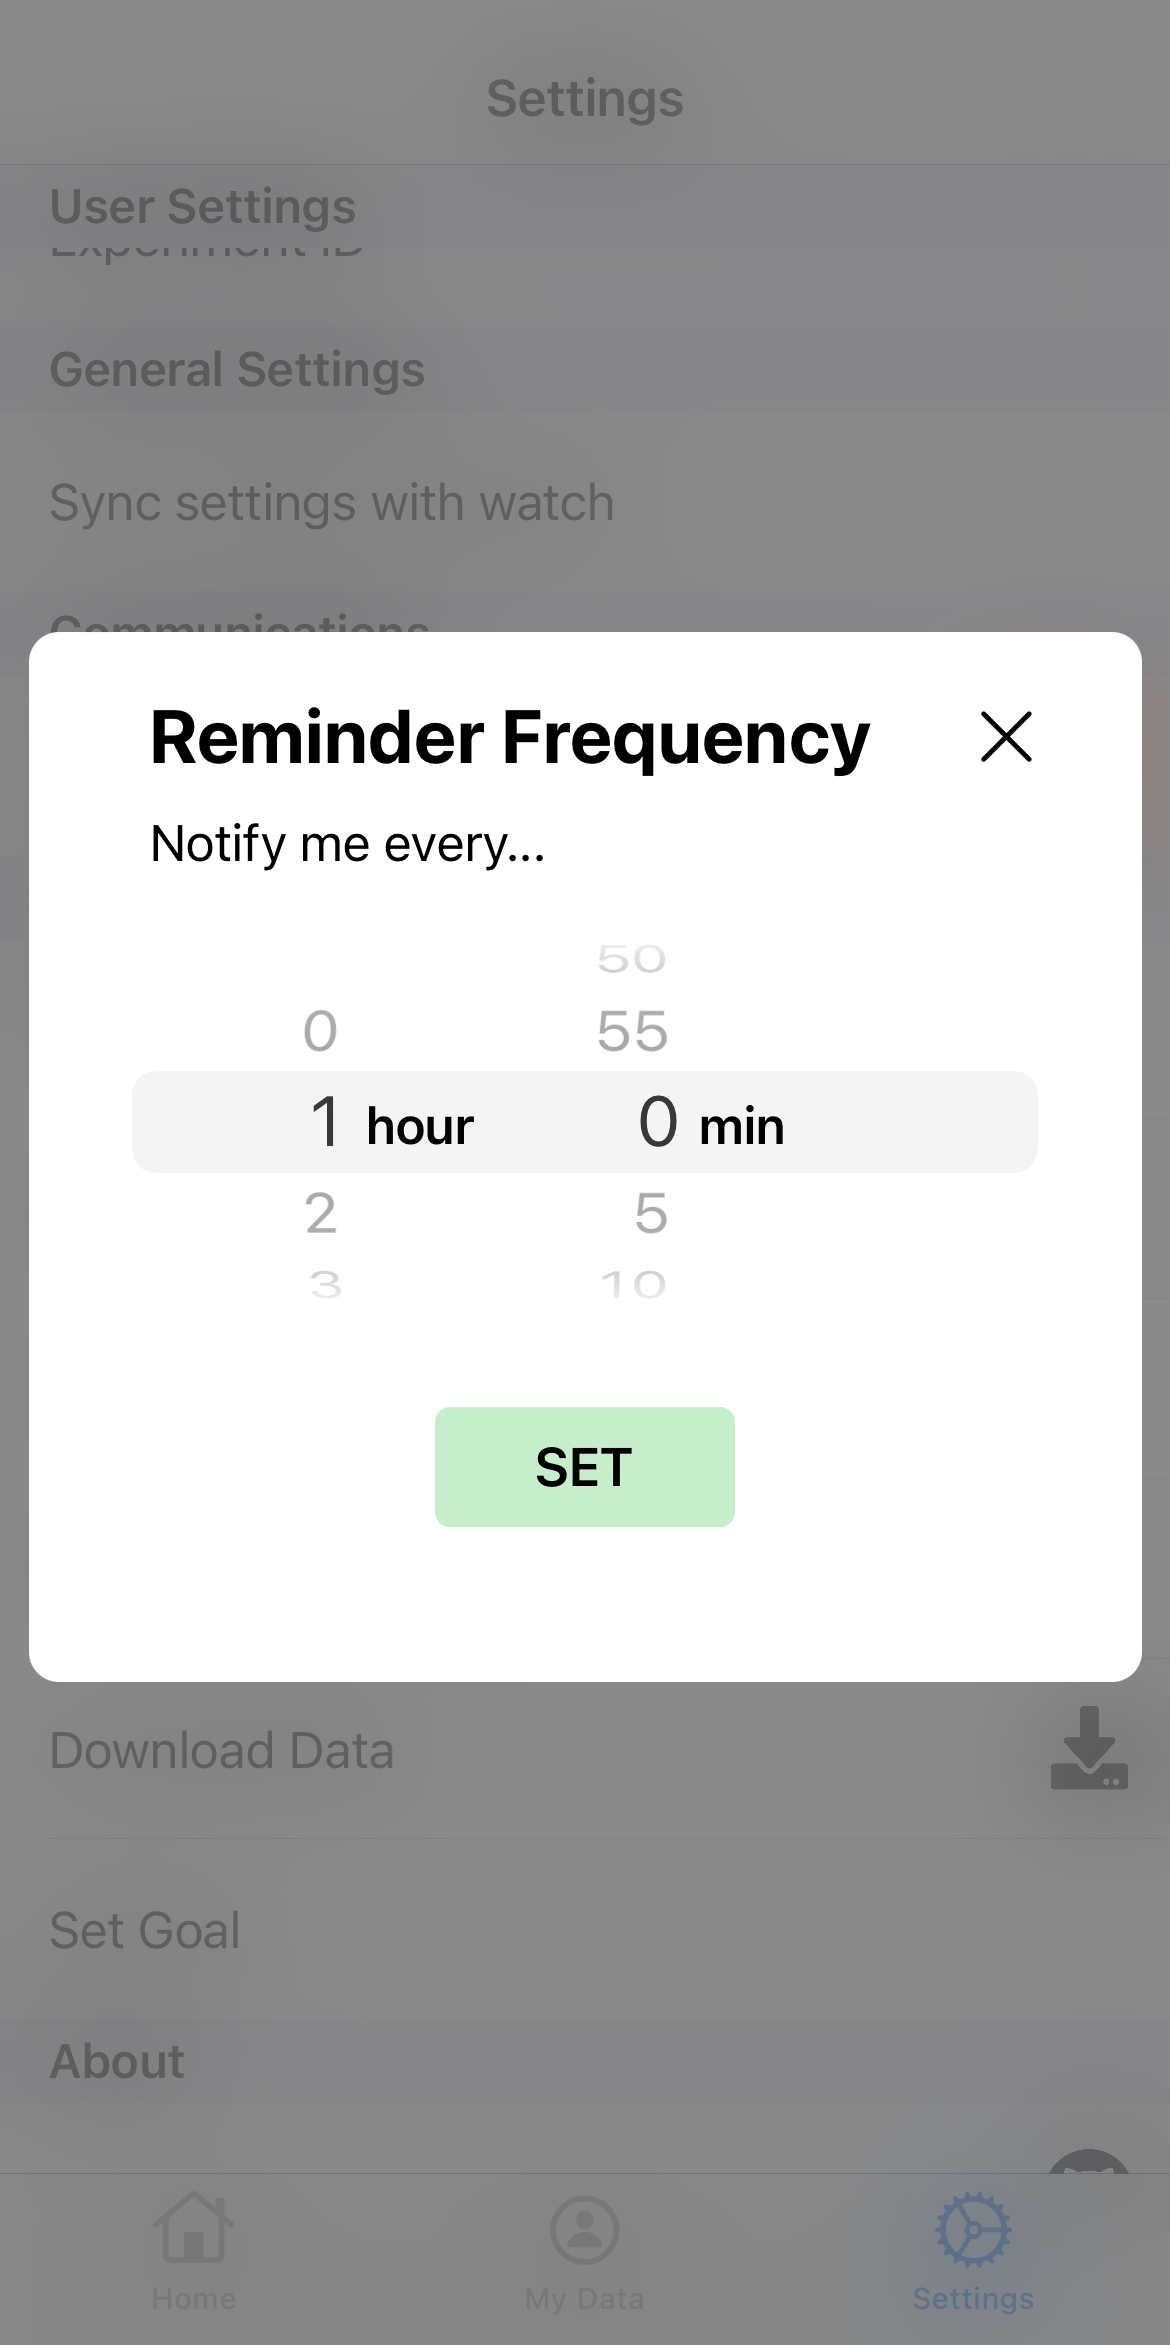 Settings
User Settings
Experiment ID
General Settings
Sync settings with watch
Communications
Reminder Frequency
Notify me every...
50
0 55
1 hour 0 min
2 5
3 10
SET
Download Data
Set Goal
About
Home My Data Settings